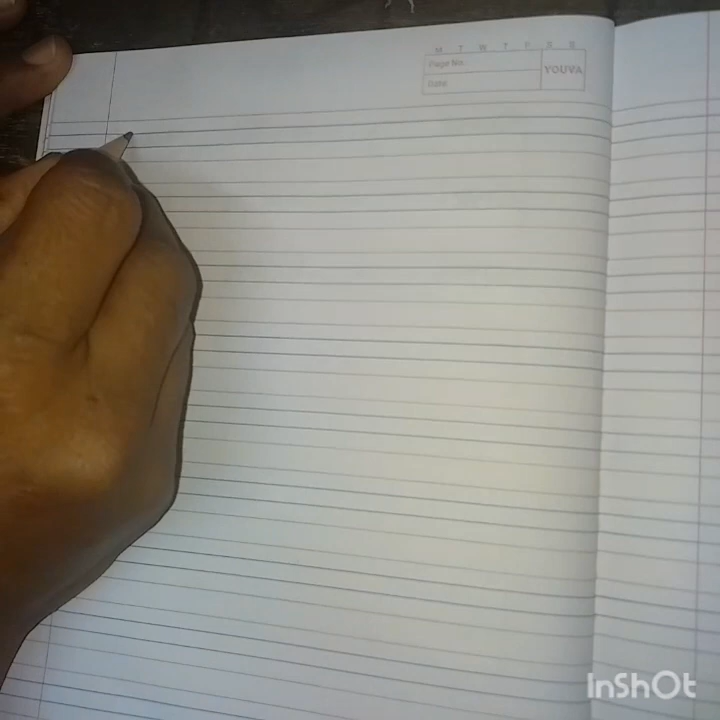 M T W T F S S
Page No.:
YOUVA
Date:
InShOt